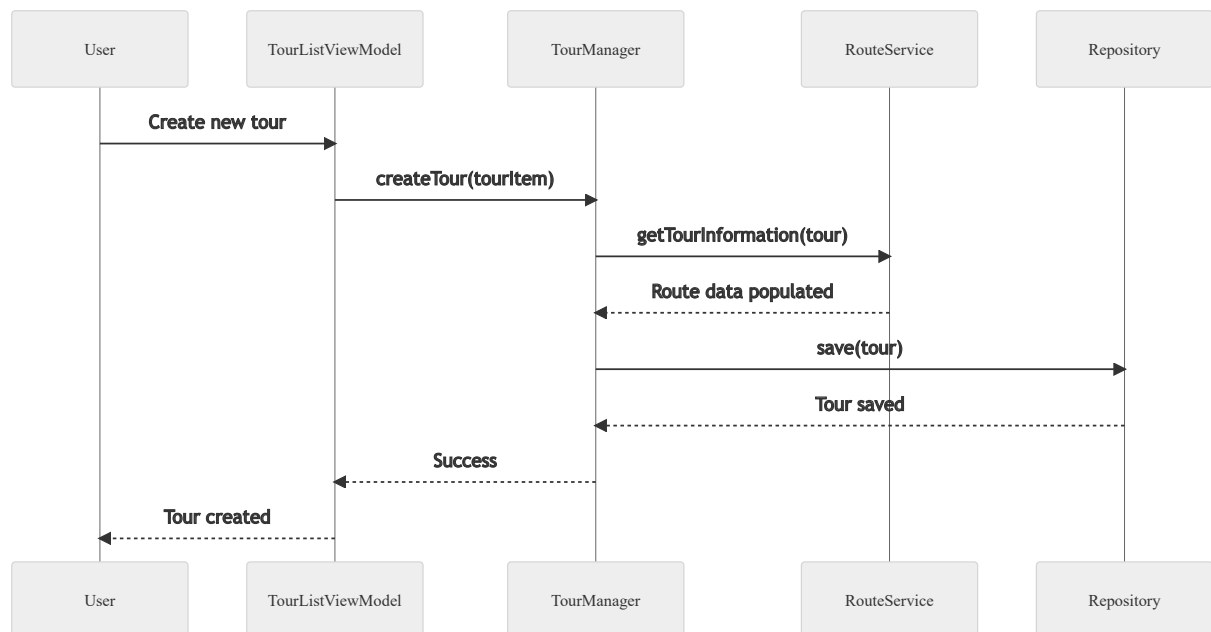 User TourListViewModel TourManager RouteService Repository
Create new tour
createTour(tourItem)
getTourInformation(tour)
Route data populated
save(tour)
Tour saved
Success
Tour created
User TourListViewModel TourManager RouteService Repository